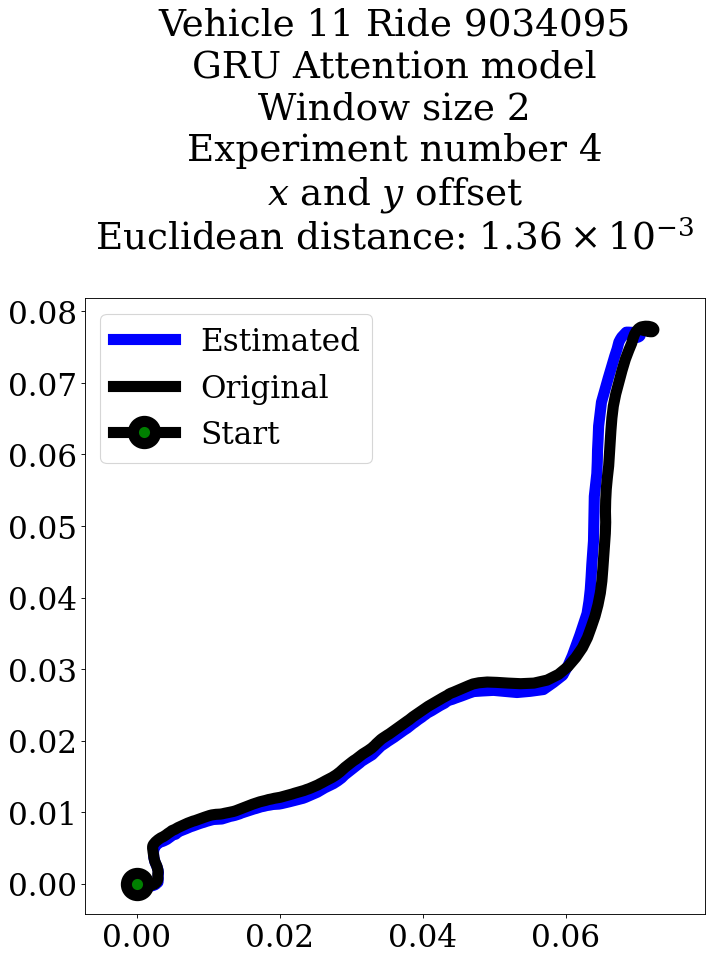 Vehicle 11 Ride 9034095
GRU Attention model
Window size 2
Experiment number 4
x and y offset
Euclidean distance: 1.36 × 10⁻³
Estimated
Original
Start
0.08
0.07
0.06
0.05
0.04
0.03
0.02
0.01
0.00
0.00 0.02 0.04 0.06